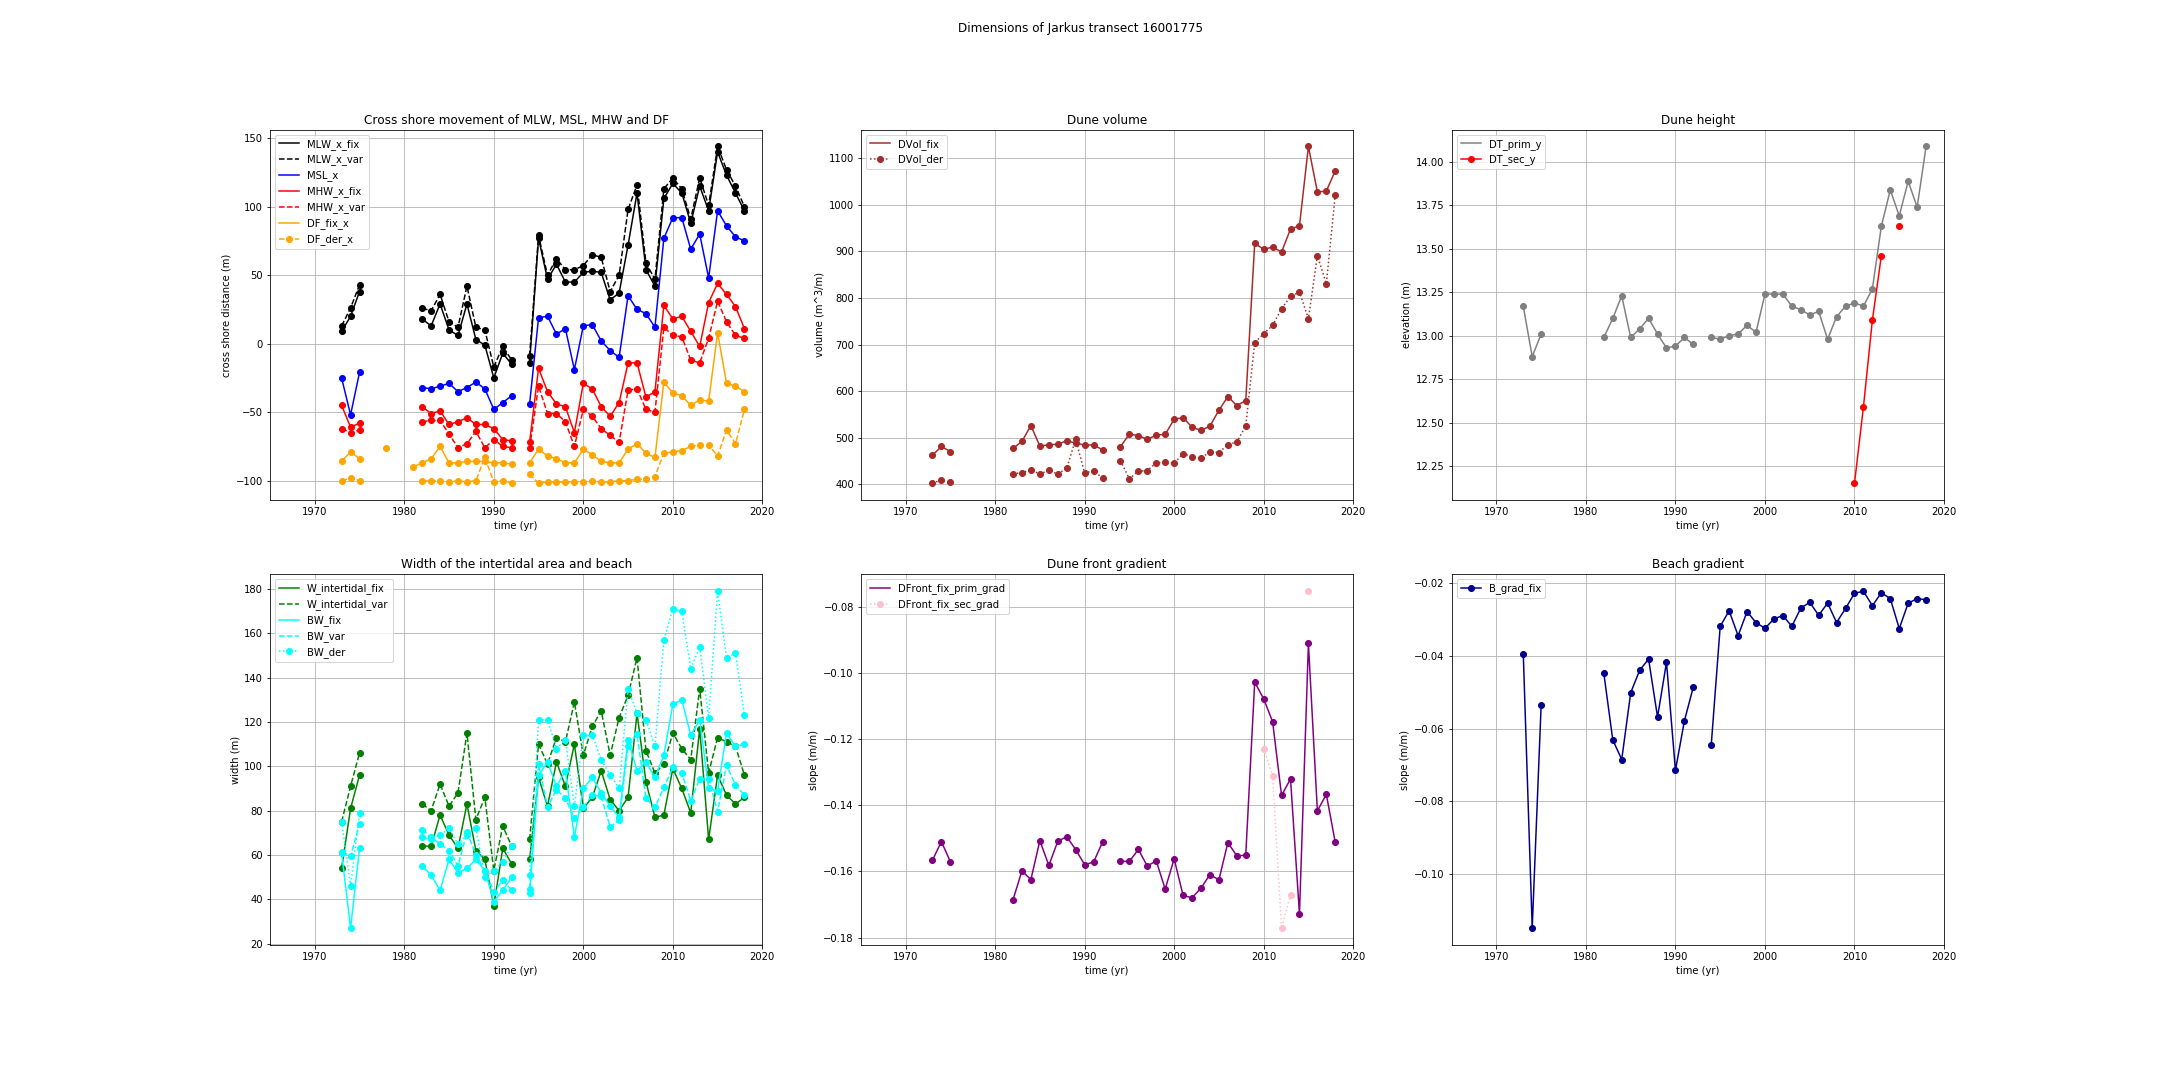 Dimensions of Jarkus transect 16001775
Cross shore movement of MLW, MSL, MHW and DF
cross shore distance (m)
150
100
50
0
−50
−100
MLW_x_fix
MLW_x_var
MSL_x
MHW_x_fix
MHW_x_var
DF_fix_x
DF_der_x
1970 1980 1990 2000 2010 2020
time (yr)
Dune volume
volume (m^3/m)
1100
1000
900
800
700
600
500
400
DVol_fix
DVol_der
1970 1980 1990 2000 2010 2020
time (yr)
Dune height
elevation (m)
14.00
13.75
13.50
13.25
13.00
12.75
12.50
12.25
DT_prim_y
DT_sec_y
1970 1980 1990 2000 2010 2020
time (yr)
Width of the intertidal area and beach
width (m)
180
160
140
120
100
80
60
40
20
W_intertidal_fix
W_intertidal_var
BW_fix
BW_var
BW_der
1970 1980 1990 2000 2010 2020
time (yr)
Dune front gradient
slope (m/m)
−0.08
−0.10
−0.12
−0.14
−0.16
−0.18
DFront_fix_prim_grad
DFront_fix_sec_grad
1970 1980 1990 2000 2010 2020
time (yr)
Beach gradient
slope (m/m)
−0.02
−0.04
−0.06
−0.08
−0.10
B_grad_fix
1970 1980 1990 2000 2010 2020
time (yr)